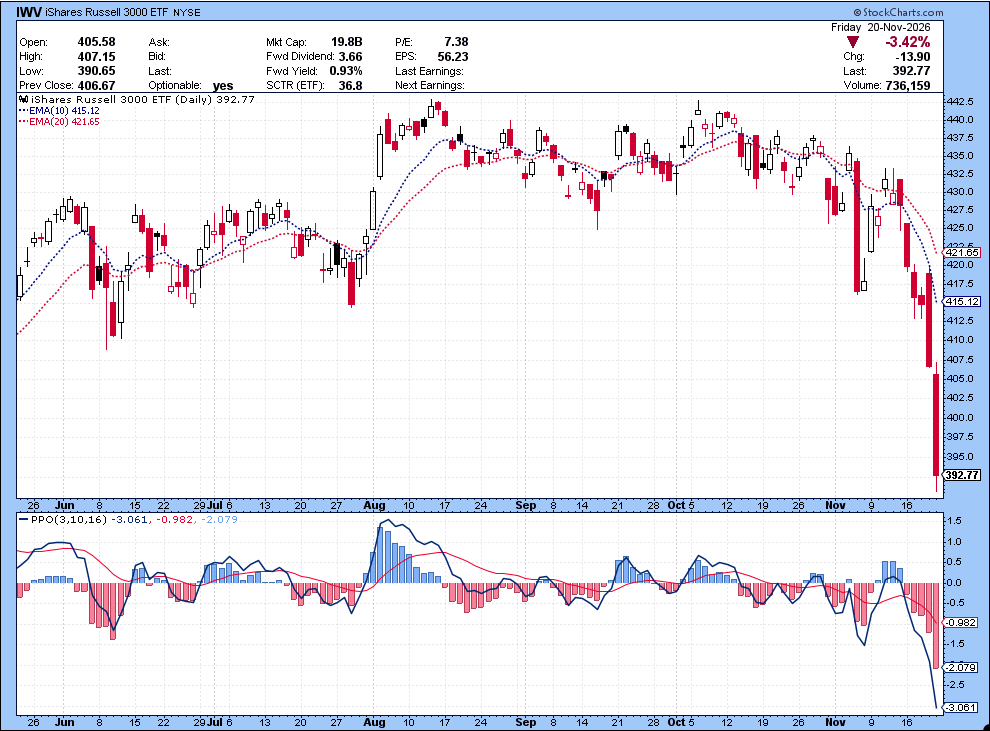 IWV iShares Russell 3000 ETF NYSE © StockCharts.com
Friday 20-Nov-2026
Open: 405.58 Ask: Mkt Cap: 19.8B P/E: 7.38 ▼ -3.42%
High: 407.15 Bid: Fwd Dividend: 3.66 EPS: 56.23 Chg: -13.90
Low: 390.65 Last: Fwd Yield: 0.93% Last Earnings: Last: 392.77
Prev Close: 406.67 Optionable: yes SCTR (ETF): 36.8 Next Earnings: Volume: 736,159
iShares Russell 3000 ETF (Daily) 392.77
EMA(10) 415.12
EMA(20) 421.65
442.5
440.0
437.5
435.0
432.5
430.0
427.5
425.0
422.5
421.65
420.0
417.5
415.12
412.5
410.0
407.5
405.0
402.5
400.0
397.5
395.0
392.77
26 Jun 8 15 22 29 Jul 6 13 20 27 Aug 10 17 24 Sep 8 14 21 28 Oct 5 12 19 26 Nov 9 16
PPO(3,10,16) -3.061, -0.982, -2.079
1.5
1.0
0.5
0.0
-0.5
-0.982
-1.5
-2.079
-2.5
-3.061
26 Jun 8 15 22 29 Jul 6 13 20 27 Aug 10 17 24 Sep 8 14 21 28 Oct 5 12 19 26 Nov 9 16